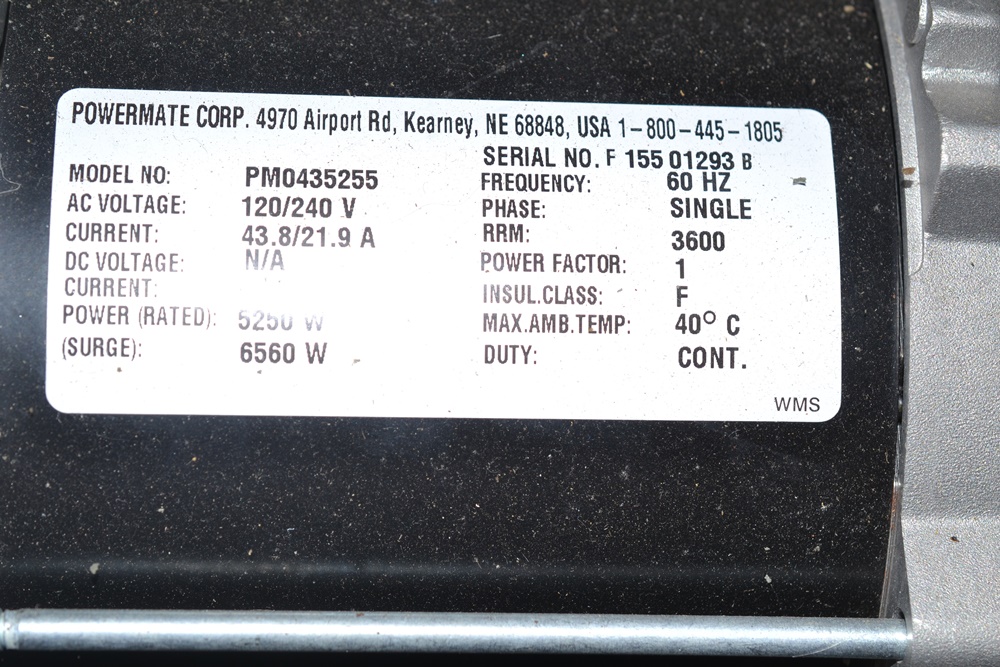 POWERMATE CORP. 4970 Airport Rd, Kearney, NE 68848, USA 1-800-445-1805
SERIAL NO. F 155 01293 B
MODEL NO: PM0435255 FREQUENCY: 60 HZ
AC VOLTAGE: 120/240 V PHASE: SINGLE
CURRENT: 43.8/21.9 A RRM: 3600
DC VOLTAGE: N/A POWER FACTOR: 1
CURRENT: INSUL.CLASS: F
POWER (RATED): 5250 W MAX.AMB.TEMP: 40° C
(SURGE): 6560 W DUTY: CONT.
WMS